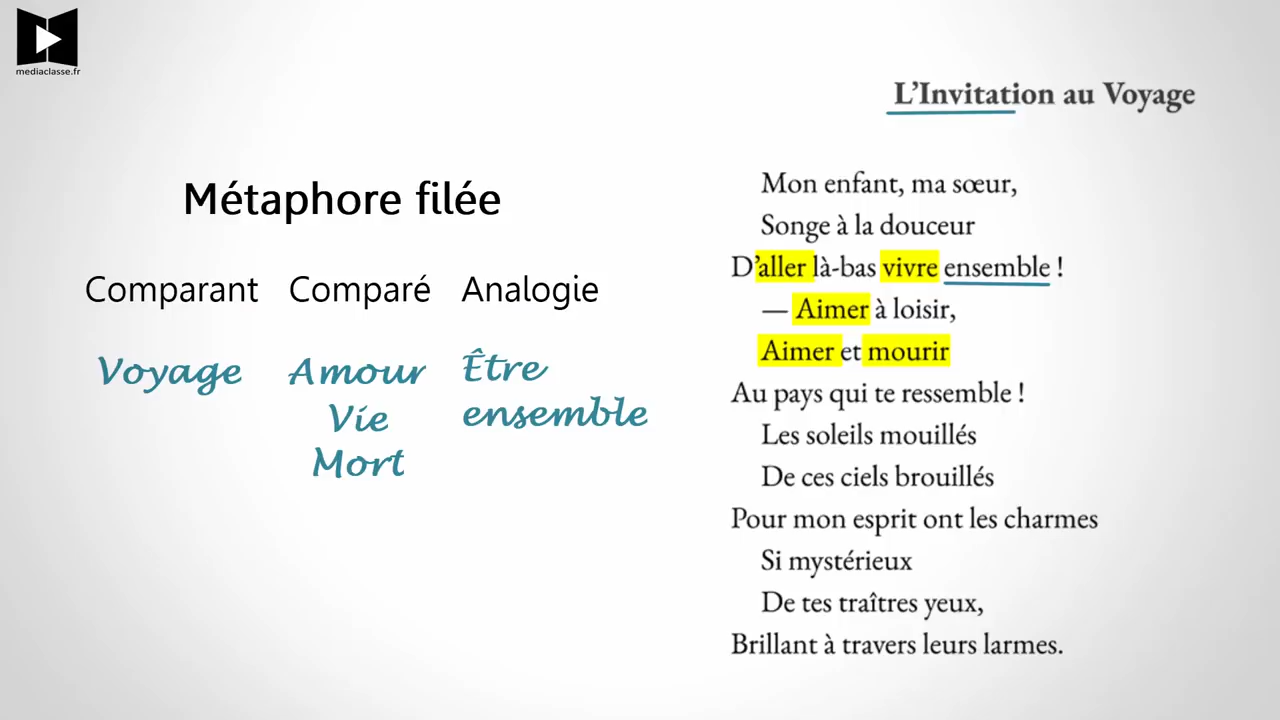 mediaclasse.fr
L'Invitation au Voyage
Métaphore filée
Comparant Comparé Analogie
Voyage Amour Être
Vie ensemble
Mort
Mon enfant, ma sœur,
Songe à la douceur
D'aller là-bas vivre ensemble !
— Aimer à loisir,
Aimer et mourir
Au pays qui te ressemble !
Les soleils mouillés
De ces ciels brouillés
Pour mon esprit ont les charmes
Si mystérieux
De tes traîtres yeux,
Brillant à travers leurs larmes.